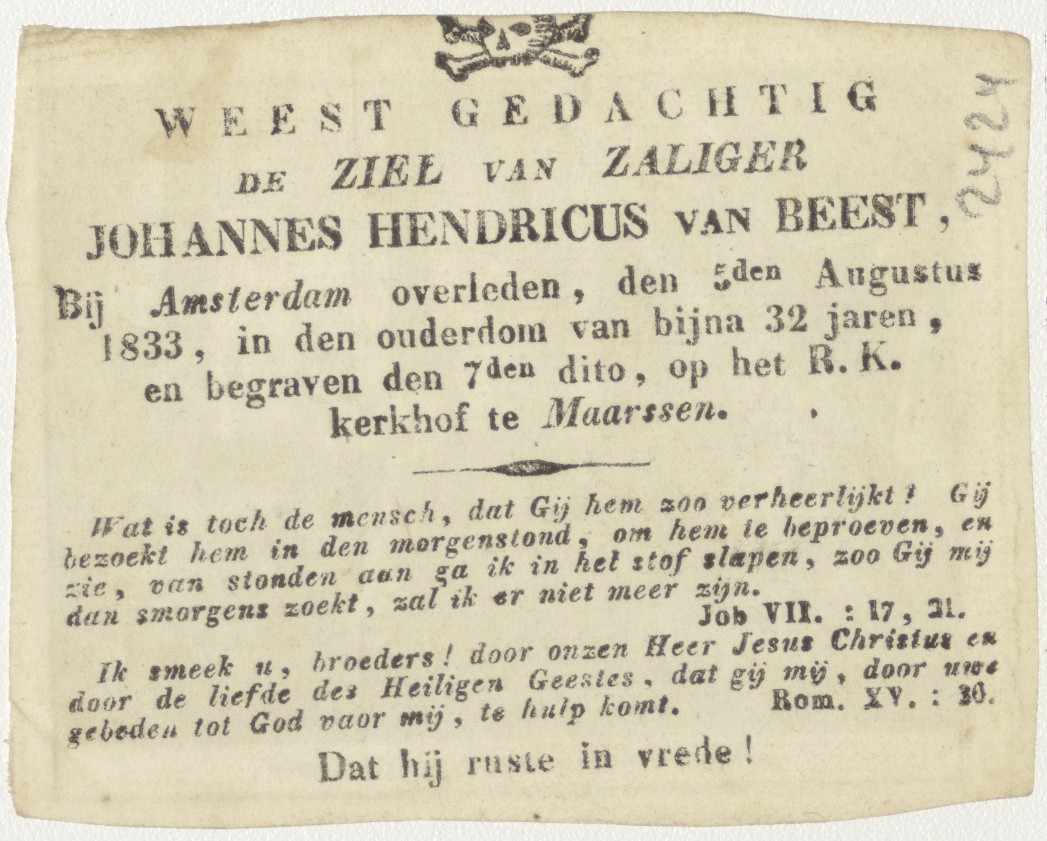 WEEST GEDACHTIG
DE ZIEL VAN ZALIGER
JOHANNES HENDRICUS VAN BEEST,
Bij Amsterdam overleden, den 5den Augustus
1833, in den ouderdom van bijna 32 jaren,
en begraven den 7den dito, op het R. K.
kerkhof te Maarssen.
Wat is toch de mensch, dat Gij hem zoo verheerlijkt? Gij
bezoekt hem in den morgenstond, om hem te beproeven, en
zie, van stonden aan ga ik in het stof slapen, zoo Gij mij
dan smorgens zoekt, zal ik er niet meer zijn.
Job VII. : 17, 21.
Ik smeek u, broeders! door onzen Heer Jesus Christus en
door de liefde des Heiligen Geestes, dat gij mij, door uwe
gebeden tot God vaor mij, te hulp komt. Rom. XV. : 30.
Dat hij ruste in vrede!
2424